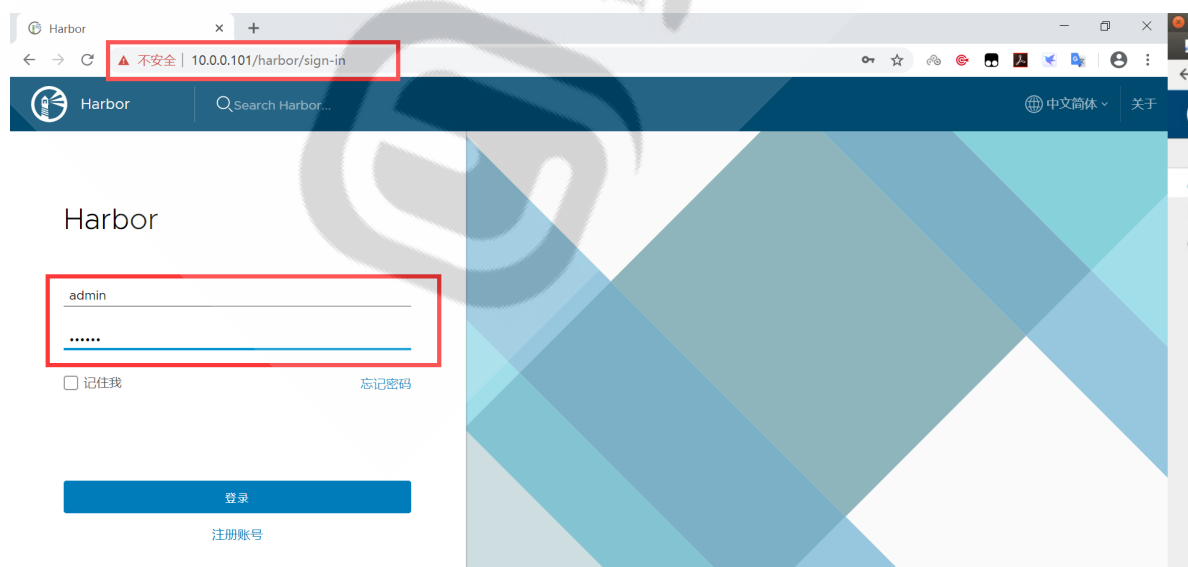 Harbor
不安全 | 10.0.0.101/harbor/sign-in
Harbor
Search Harbor...
中文简体
关于
Harbor
admin
••••••
记住我
忘记密码
登录
注册账号